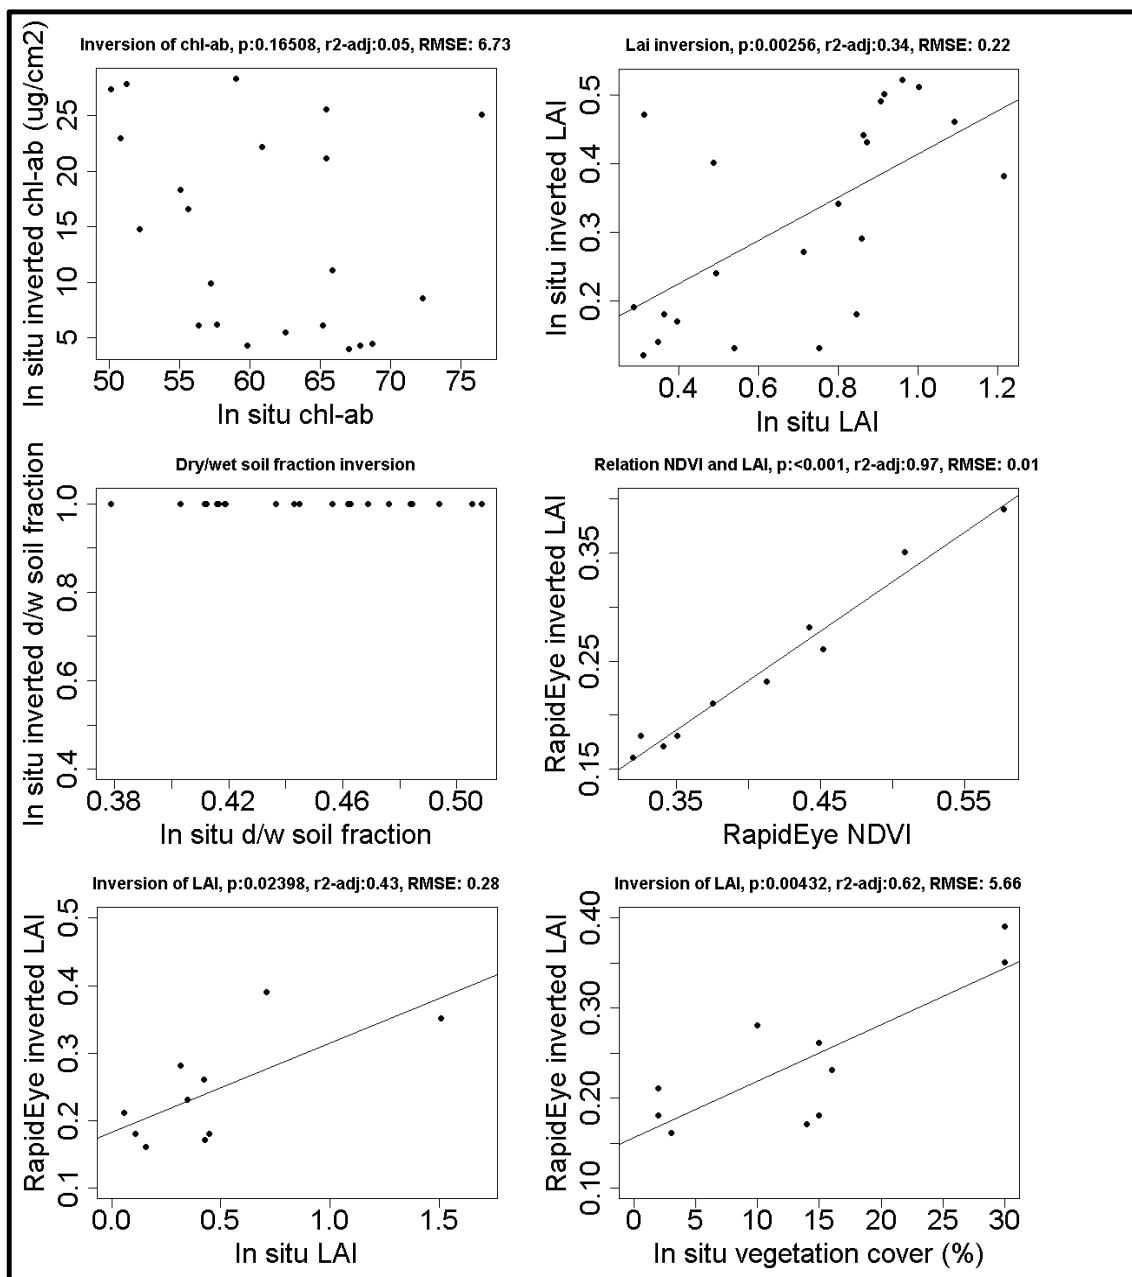 Inversion of chl-ab, p:0.16508, r2-adj:0.05, RMSE: 6.73
In situ inverted chl-ab (ug/cm2)
25
20
15
10
5
50 55 60 65 70 75
In situ chl-ab
Lai inversion, p:0.00256, r2-adj:0.34, RMSE: 0.22
In situ inverted LAI
0.5
0.4
0.3
0.2
0.4 0.6 0.8 1.0 1.2
In situ LAI
Dry/wet soil fraction inversion
In situ inverted d/w soil fraction
1.0
0.8
0.6
0.4
0.38 0.42 0.46 0.50
In situ d/w soil fraction
Relation NDVI and LAI, p:<0.001, r2-adj:0.97, RMSE: 0.01
RapidEye inverted LAI
0.35
0.25
0.15
0.35 0.45 0.55
RapidEye NDVI
Inversion of LAI, p:0.02398, r2-adj:0.43, RMSE: 0.28
RapidEye inverted LAI
0.5
0.4
0.3
0.2
0.1
0.0 0.5 1.0 1.5
In situ LAI
Inversion of LAI, p:0.00432, r2-adj:0.62, RMSE: 5.66
RapidEye inverted LAI
0.40
0.30
0.20
0.10
0 5 10 15 20 25 30
In situ vegetation cover (%)